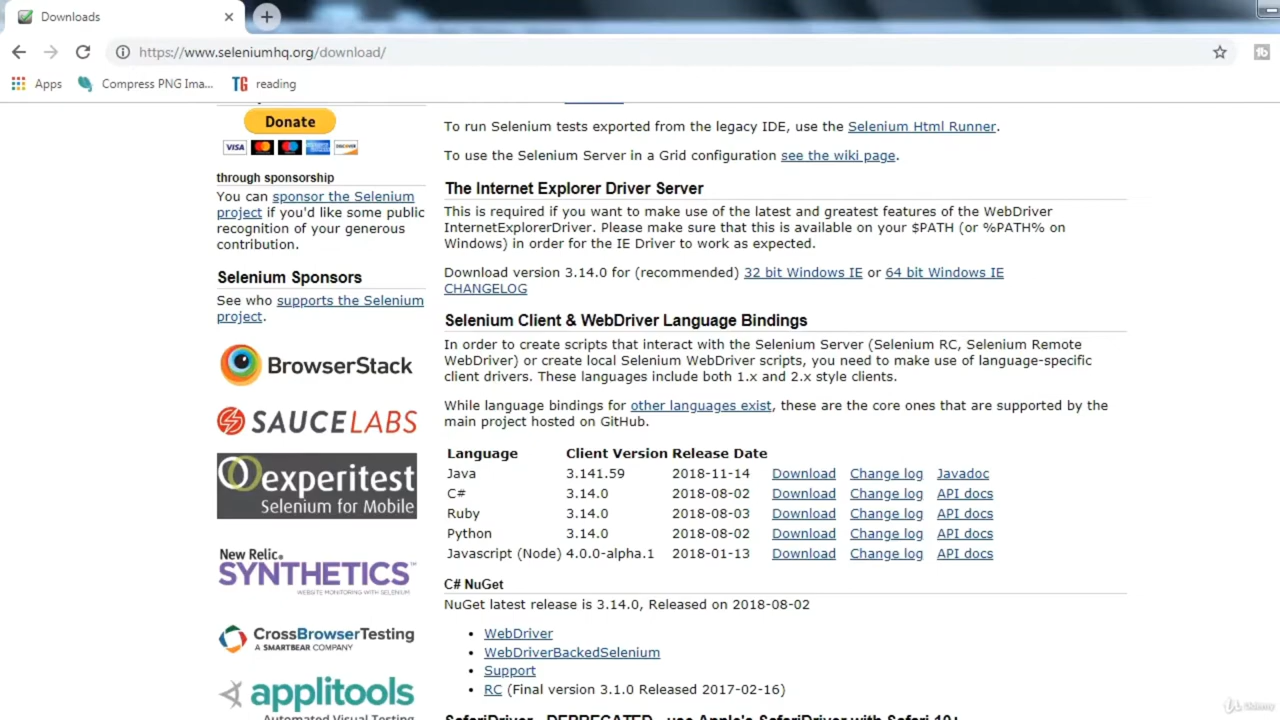 Downloads
https://www.seleniumhq.org/download/
Apps
Compress PNG Ima...
TG reading
Donate
VISA
DISCOVER
through sponsorship
You can sponsor the Selenium
project if you'd like some public
recognition of your generous
contribution.
Selenium Sponsors
See who supports the Selenium
project.
BrowserStack
SAUCELABS
experitest
Selenium for Mobile
New Relic.
SYNTHETICS™
WEBSITE MONITORING WITH SELENIUM
CrossBrowserTesting
A SMARTBEAR COMPANY
applitools
Automated Visual Testing
To run Selenium tests exported from the legacy IDE, use the Selenium Html Runner.
To use the Selenium Server in a Grid configuration see the wiki page.
The Internet Explorer Driver Server
This is required if you want to make use of the latest and greatest features of the WebDriver
InternetExplorerDriver. Please make sure that this is available on your $PATH (or %PATH% on
Windows) in order for the IE Driver to work as expected.
Download version 3.14.0 for (recommended) 32 bit Windows IE or 64 bit Windows IE
CHANGELOG
Selenium Client & WebDriver Language Bindings
In order to create scripts that interact with the Selenium Server (Selenium RC, Selenium Remote
WebDriver) or create local Selenium WebDriver scripts, you need to make use of language-specific
client drivers. These languages include both 1.x and 2.x style clients.
While language bindings for other languages exist, these are the core ones that are supported by the
main project hosted on GitHub.
Language Client Version Release Date
Java 3.141.59 2018-11-14 Download Change log Javadoc
C# 3.14.0 2018-08-02 Download Change log API docs
Ruby 3.14.0 2018-08-03 Download Change log API docs
Python 3.14.0 2018-08-02 Download Change log API docs
Javascript (Node) 4.0.0-alpha.1 2018-01-13 Download Change log API docs
C# NuGet
NuGet latest release is 3.14.0, Released on 2018-08-02
• WebDriver
• WebDriverBackedSelenium
• Support
• RC (Final version 3.1.0 Released 2017-02-16)
SafariDriver - DEPRECATED - use Apple's SafariDriver with Safari 10+
Udemy